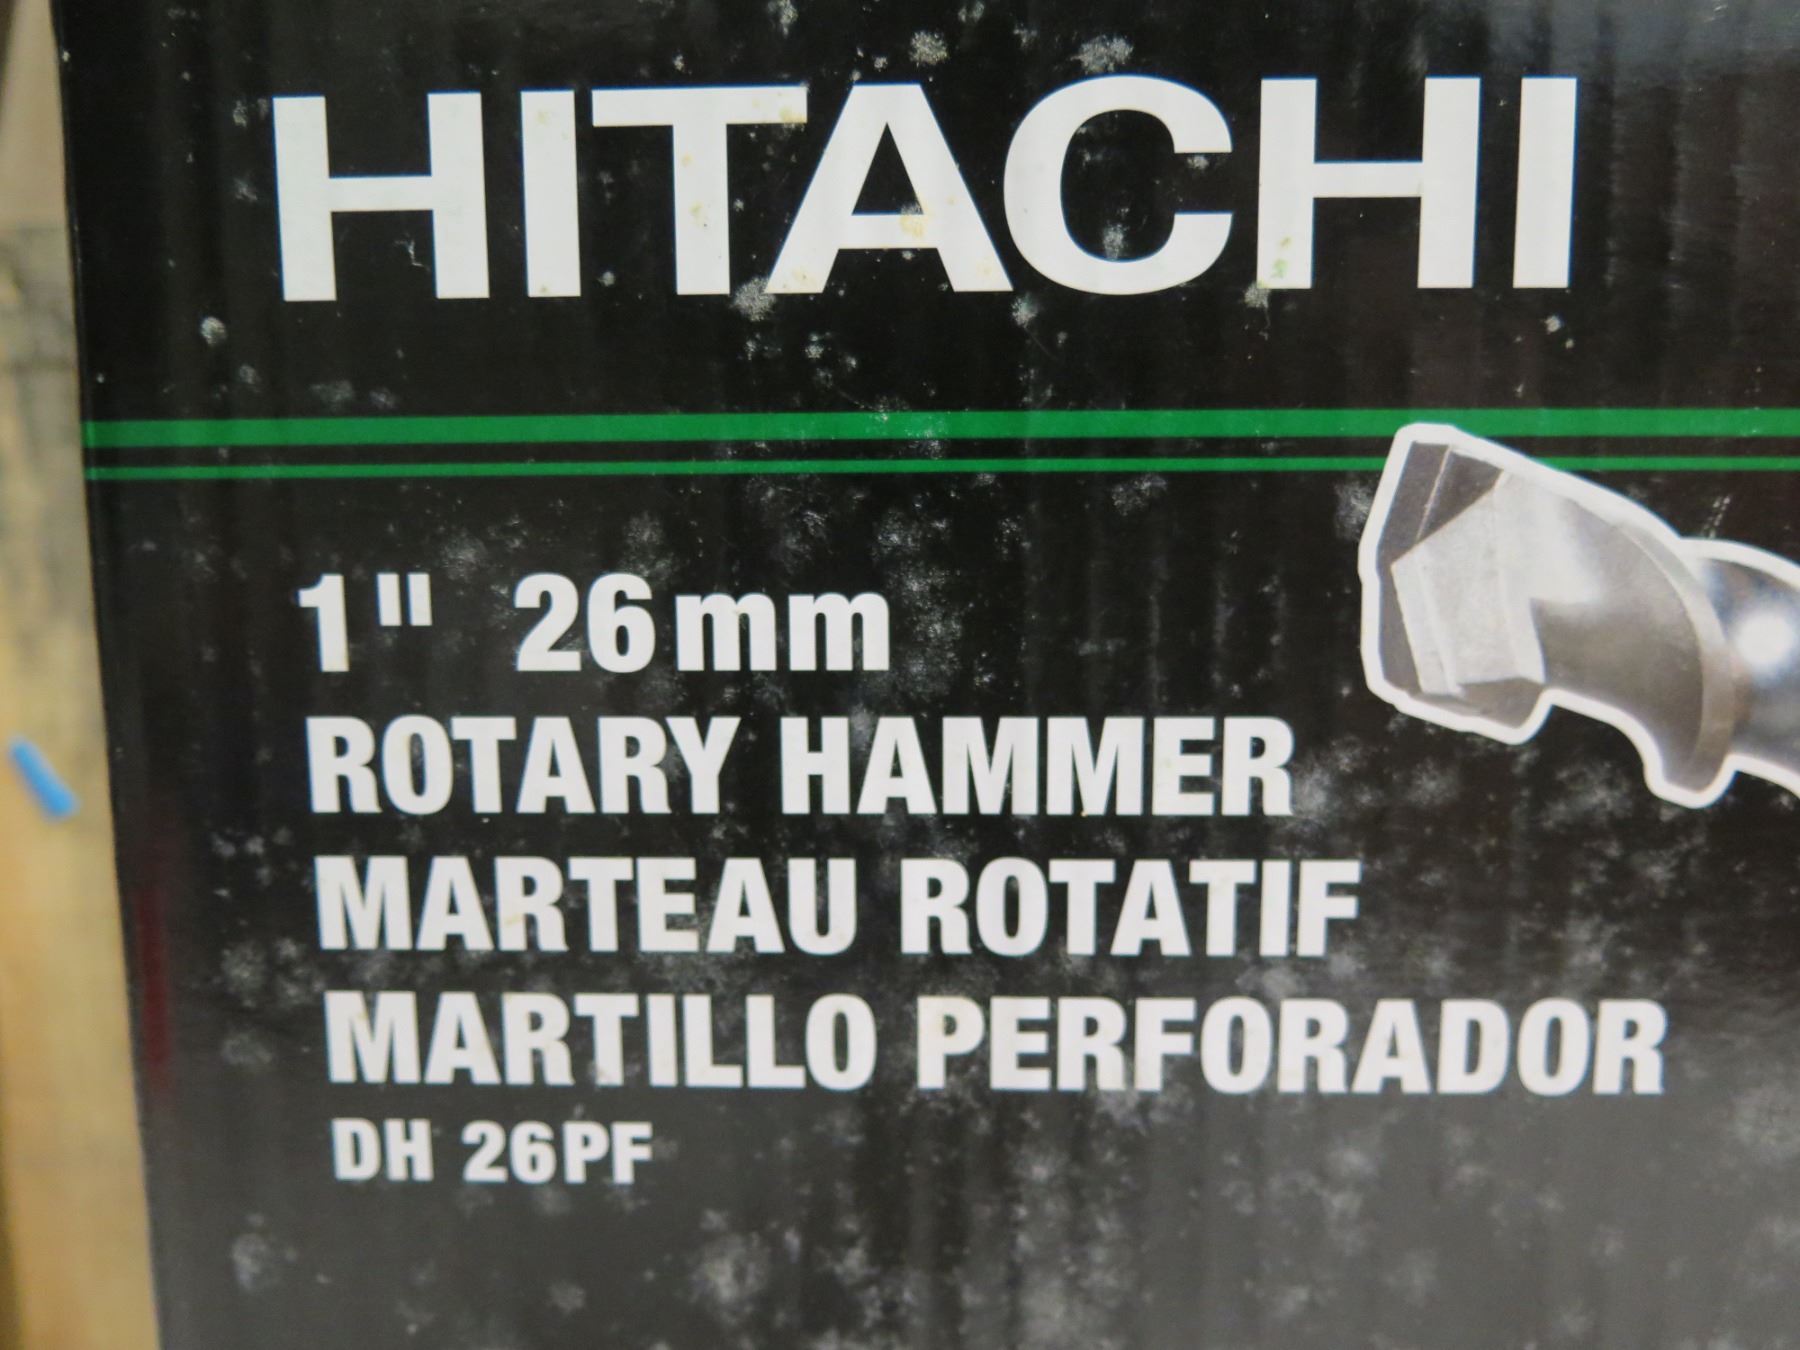 HITACHI
1" 26mm
ROTARY HAMMER
MARTEAU ROTATIF
MARTILLO PERFORADOR
DH 26PF